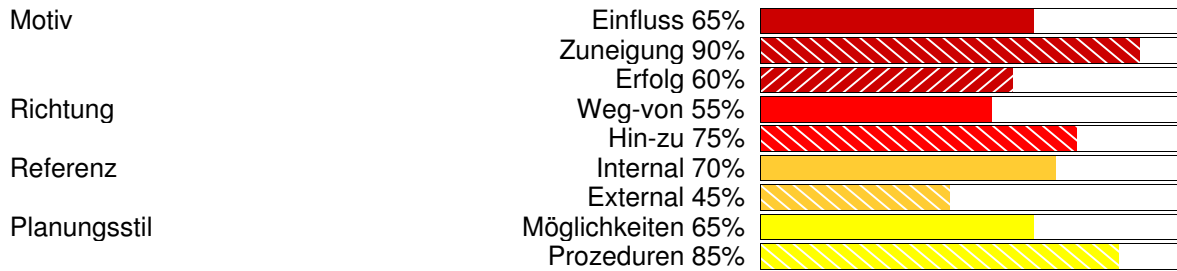 Motiv Einfluss 65%
Zuneigung 90%
Erfolg 60%
Richtung Weg-von 55%
Hin-zu 75%
Referenz Internal 70%
External 45%
Planungsstil Möglichkeiten 65%
Prozeduren 85%